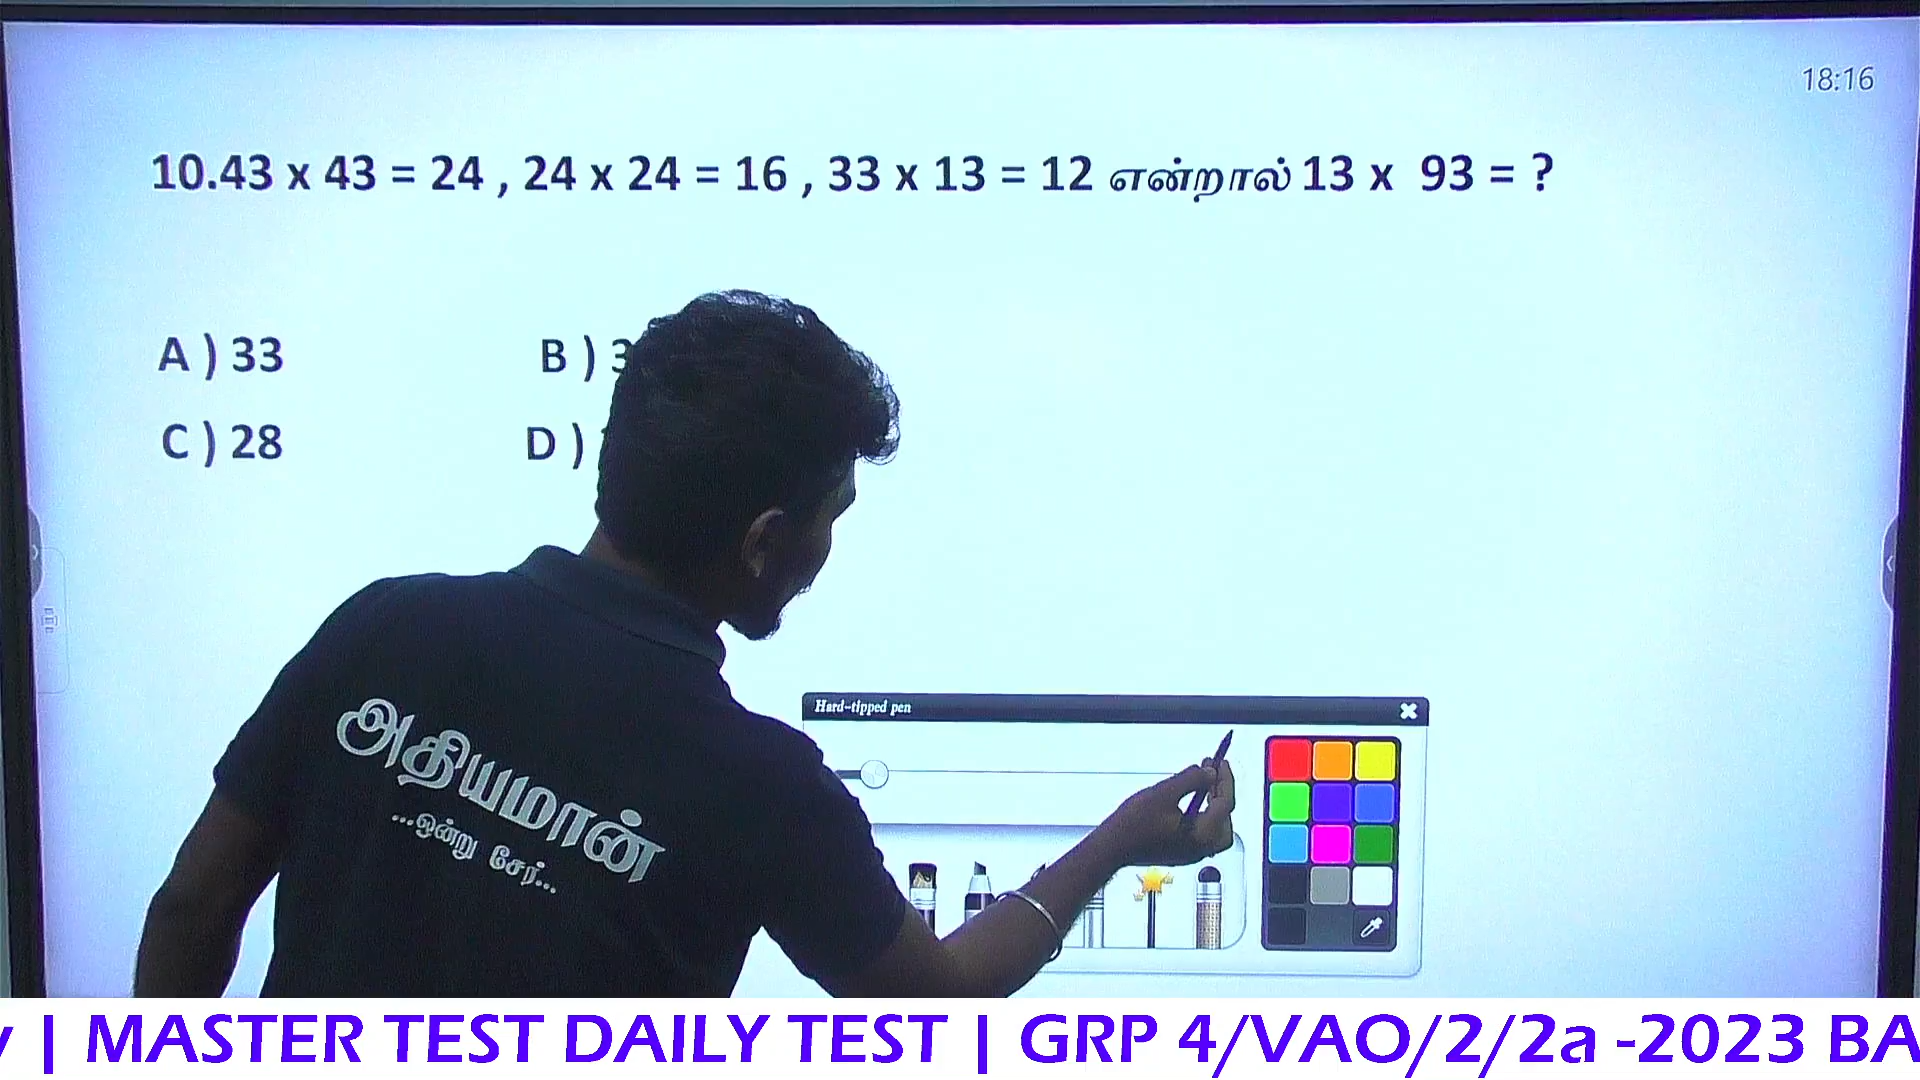 18:16
10.43 x 43 = 24 , 24 x 24 = 16 , 33 x 13 = 12 என்றால் 13 x 93 = ?
A ) 33
B ) 3
C ) 28
D )
Hard-tipped pen
அதியமான்
...ஒன்று சேர்...
| MASTER TEST DAILY TEST | GRP 4/VAO/2/2a -2023 BA